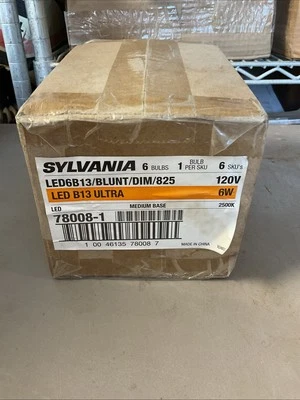 SYLVANIA 6 BULBS 1 BULB PER SKU 6 SKU's
LED6B13/BLUNT/DIM/825 120V
LED B13 ULTRA 6W
LED MEDIUM BASE 2500K
78008-1
1 00 46135 78008 7
MADE IN CHINA